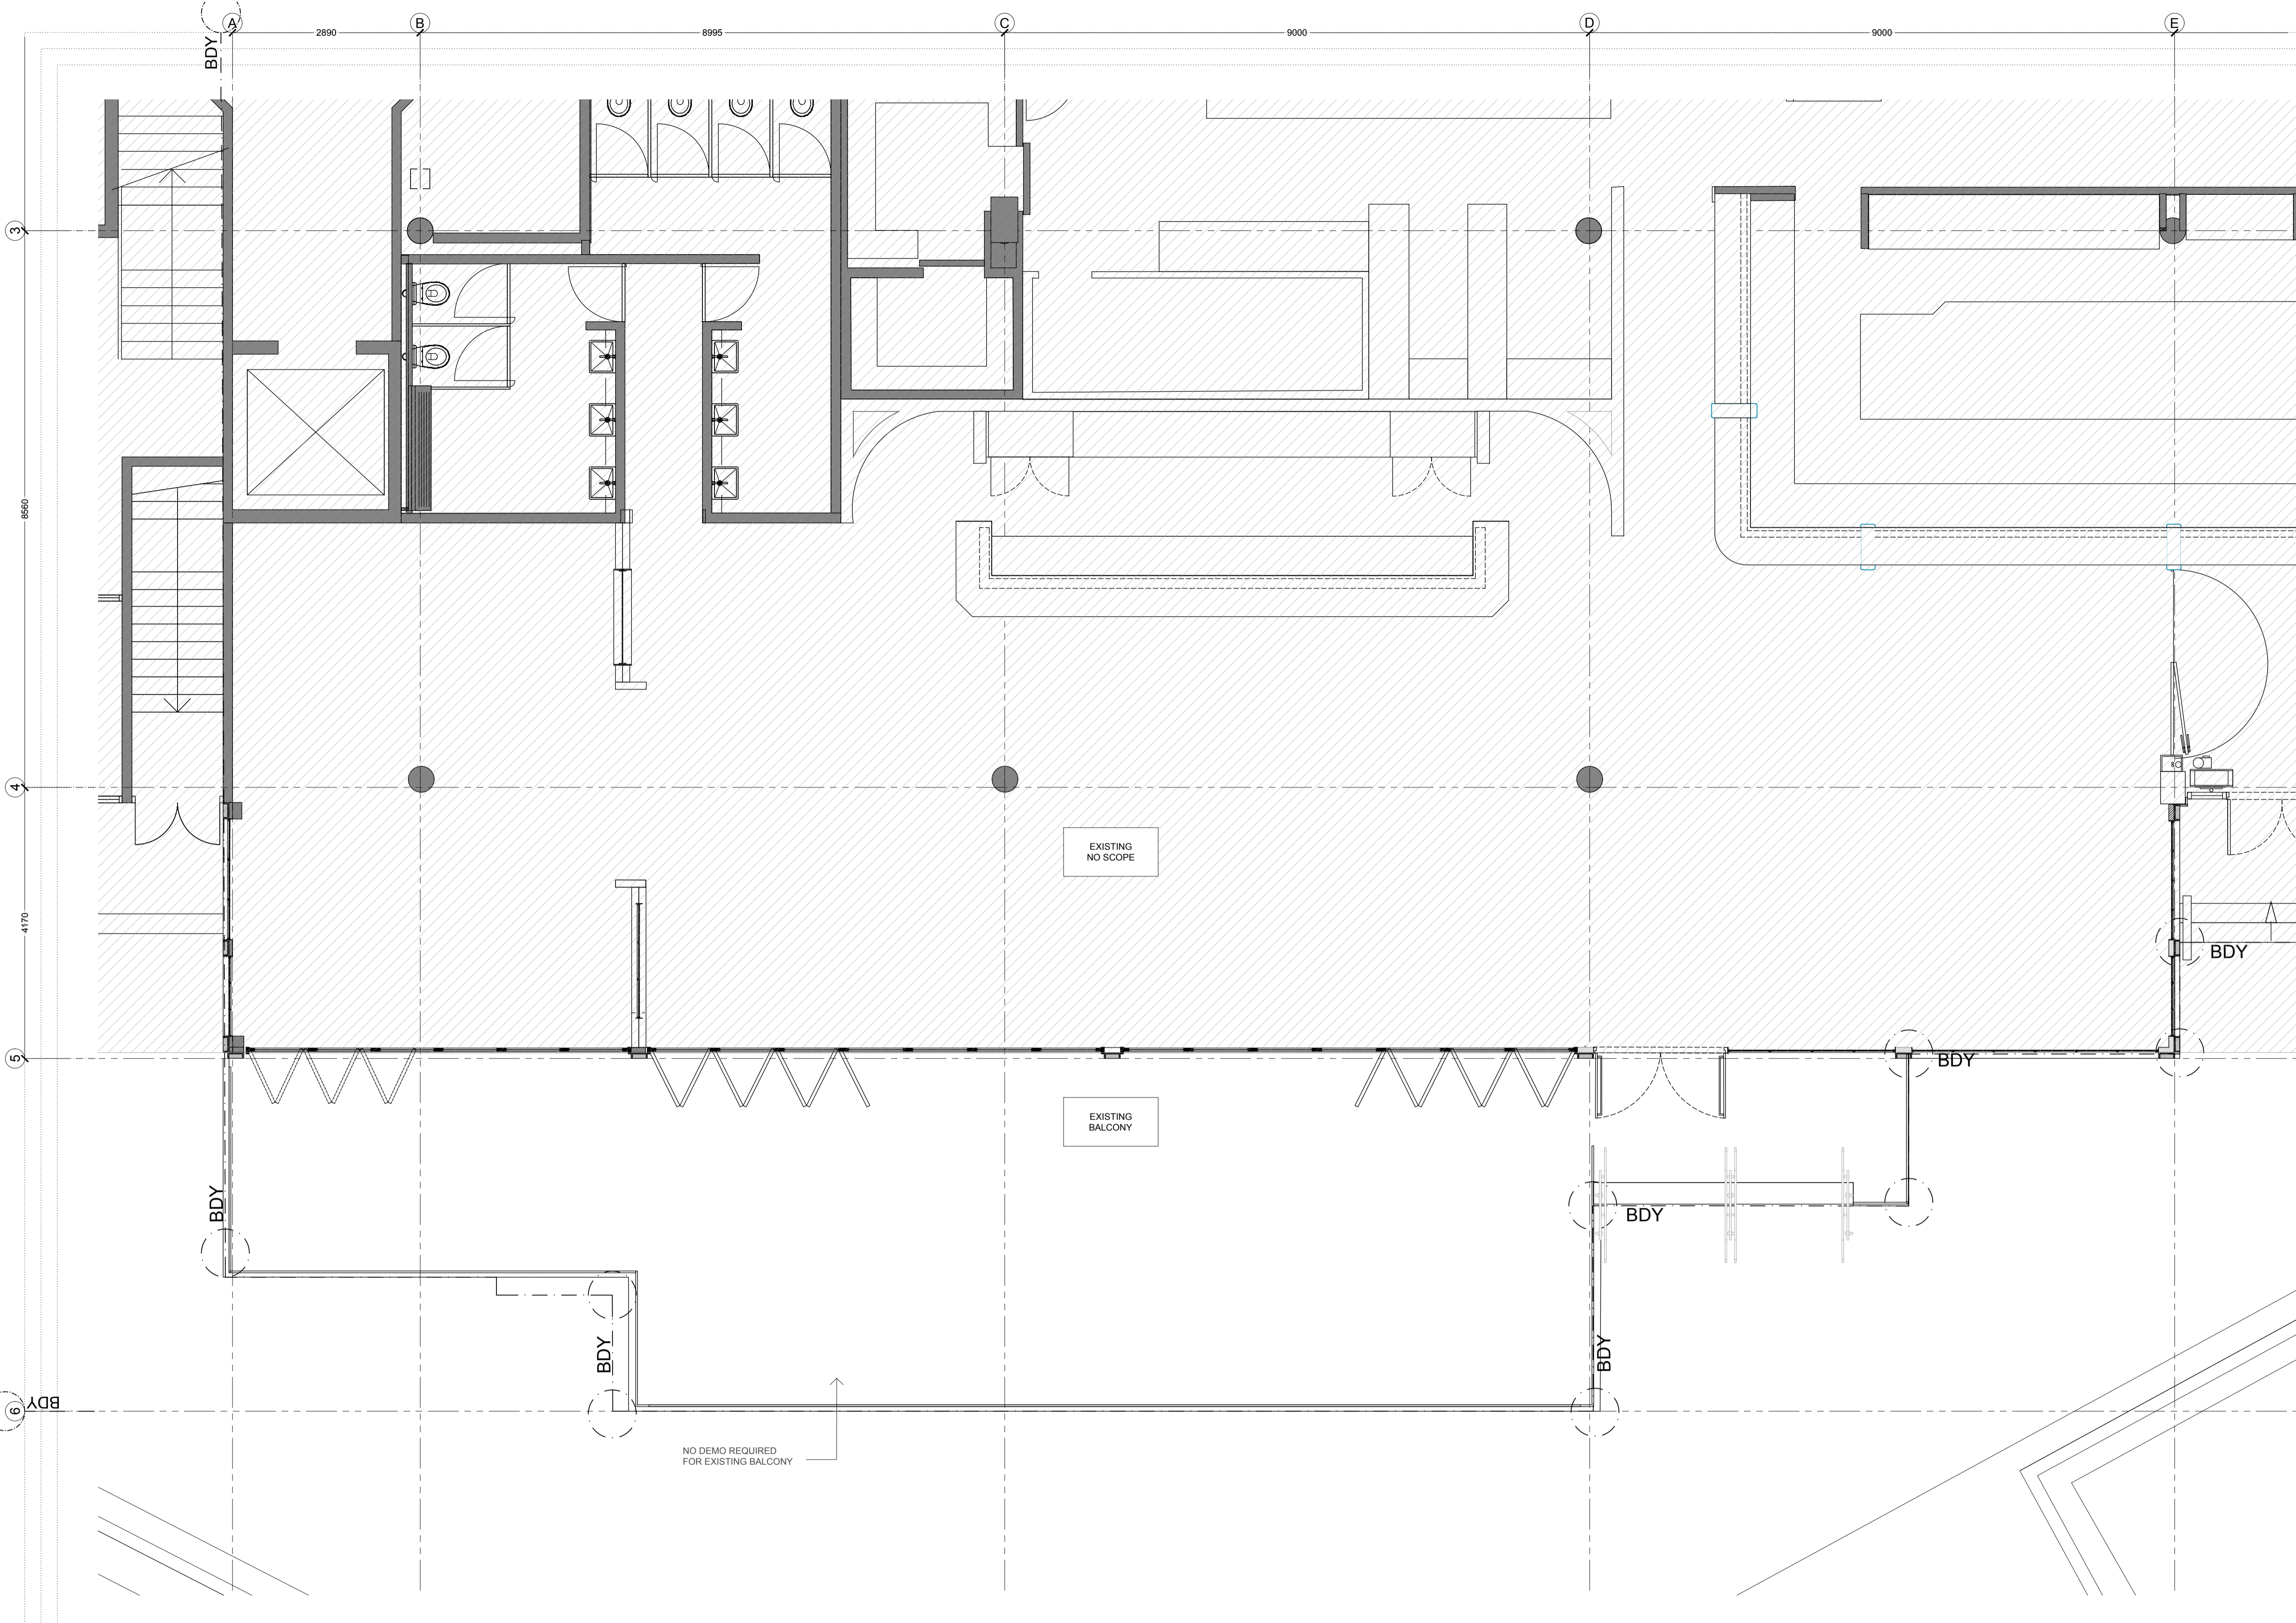 A
B
C
D
E
2890
8995
9000
9000
BDY
3
8560
4
EXISTING
NO SCOPE
4170
BDY
5
BDY
EXISTING
BALCONY
BDY
BDY
BDY
BDY
BDY
6
NO DEMO REQUIRED
FOR EXISTING BALCONY